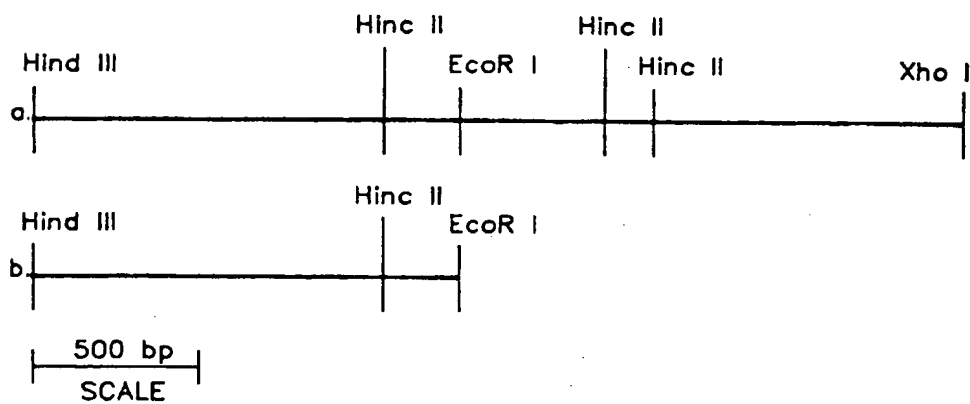 Hind III
Hinc II
EcoR I
Hinc II
Hinc II
Xho I
a.
Hind III
Hinc II
EcoR I
b.
500 bp
SCALE